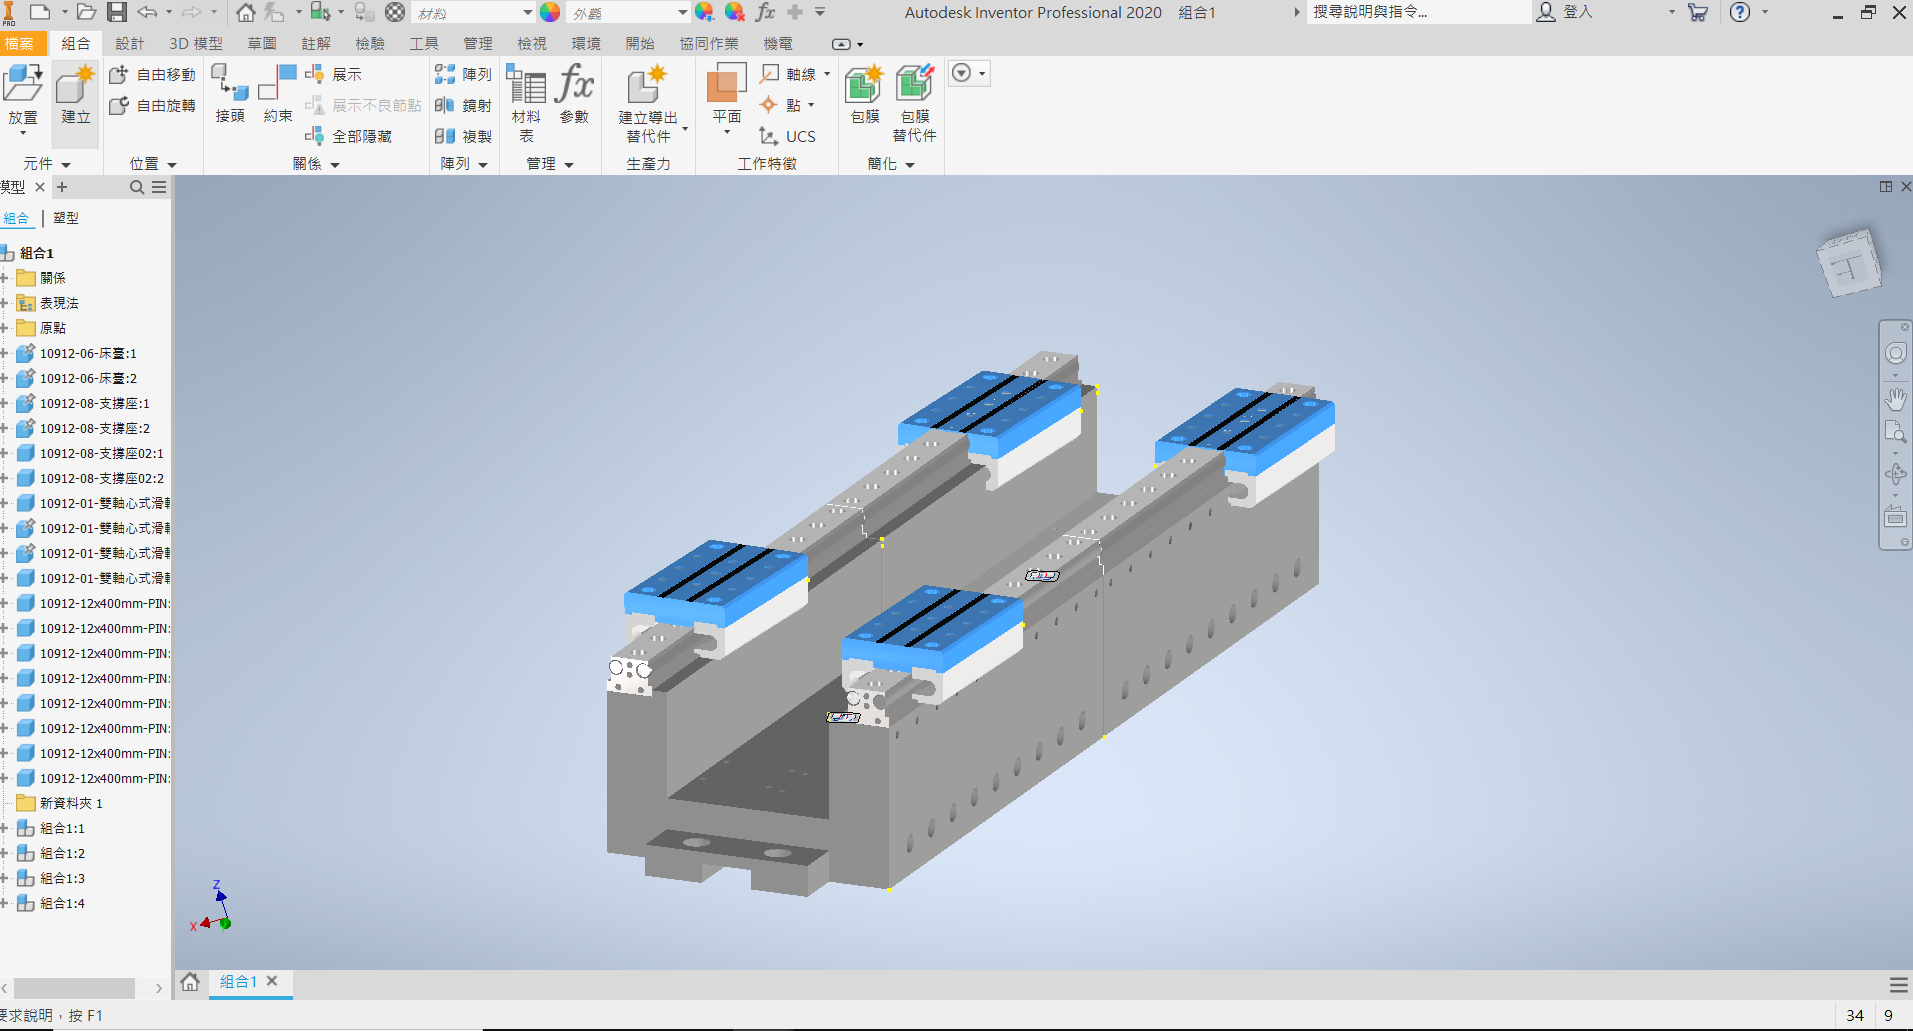 PRO
材料
外觀
fx
Autodesk Inventor Professional 2020 組合1
搜尋說明與指令...
登入
檔案 組合 設計 3D 模型 草圖 註解 檢驗 工具 管理 檢視 環境 開始 協同作業 機電
放置
建立
自由移動
自由旋轉
接頭
約束
展示
展示不良節點
全部隱藏
陣列
鏡射
複製
材料表
fx
參數
建立導出替代件
平面
軸線
點
UCS
包膜
包膜替代件
元件 位置 關係 陣列 管理 生產力 工作特徵 簡化
模型
組合 | 塑型
組合1
關係
表現法
原點
10912-06-床臺:1
10912-06-床臺:2
10912-08-支撐座:1
10912-08-支撐座:2
10912-08-支撐座02:1
10912-08-支撐座02:2
10912-01-雙軸心式滑軌
10912-01-雙軸心式滑軌
10912-01-雙軸心式滑軌
10912-01-雙軸心式滑軌
10912-12x400mm-PIN:
10912-12x400mm-PIN:
10912-12x400mm-PIN:
10912-12x400mm-PIN:
10912-12x400mm-PIN:
10912-12x400mm-PIN:
10912-12x400mm-PIN:
10912-12x400mm-PIN:
新資料夾 1
組合1:1
組合1:2
組合1:3
組合1:4
Z
X
組合1
要求說明，按 F1
34 9